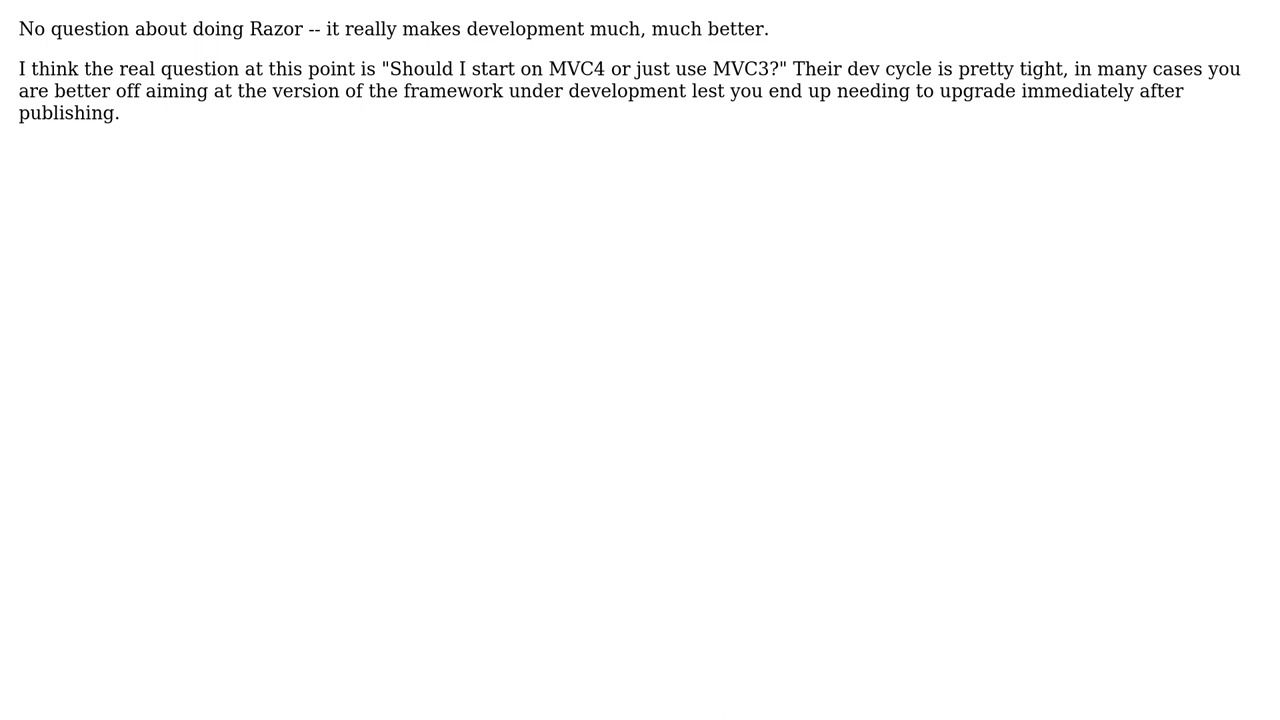 No question about doing Razor -- it really makes development much, much better.
I think the real question at this point is "Should I start on MVC4 or just use MVC3?" Their dev cycle is pretty tight, in many cases you
are better off aiming at the version of the framework under development lest you end up needing to upgrade immediately after
publishing.